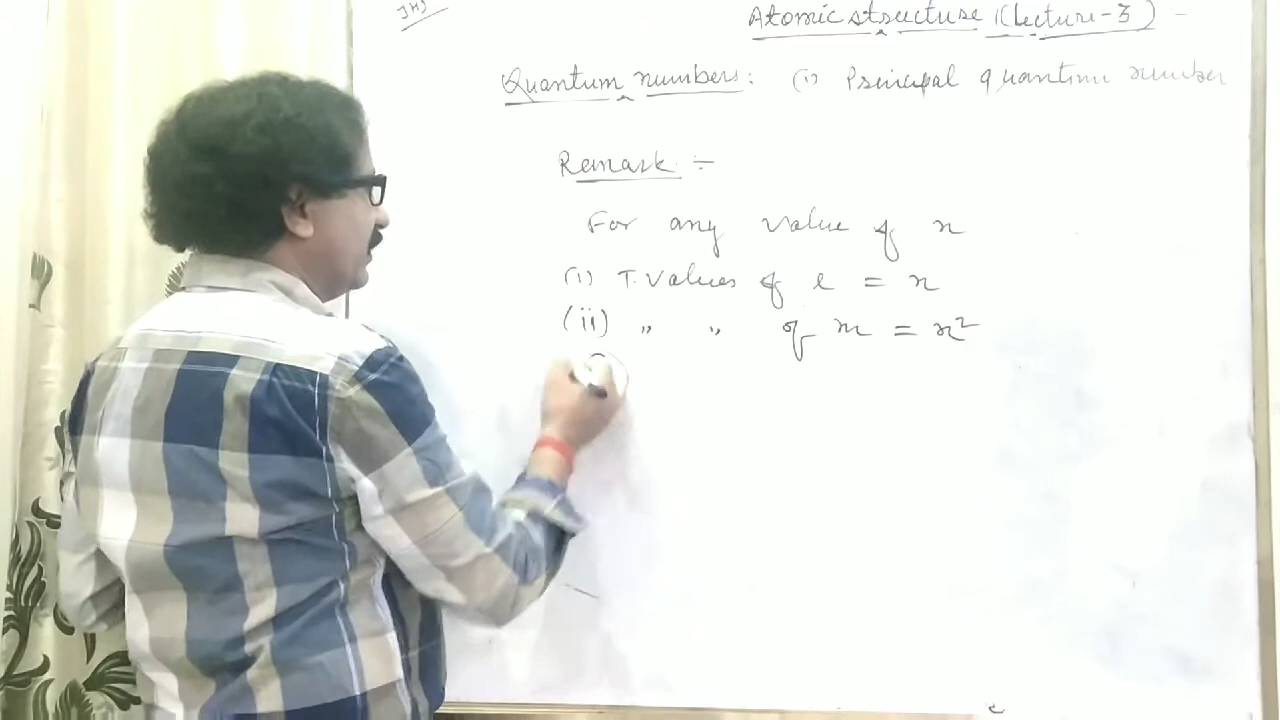 Atomic structure (Lecture-3)
Quantum numbers: (i) Principal quantum number
Remark :-
For any value of n
(i) T. values of l = n
(ii) " " of m = n²